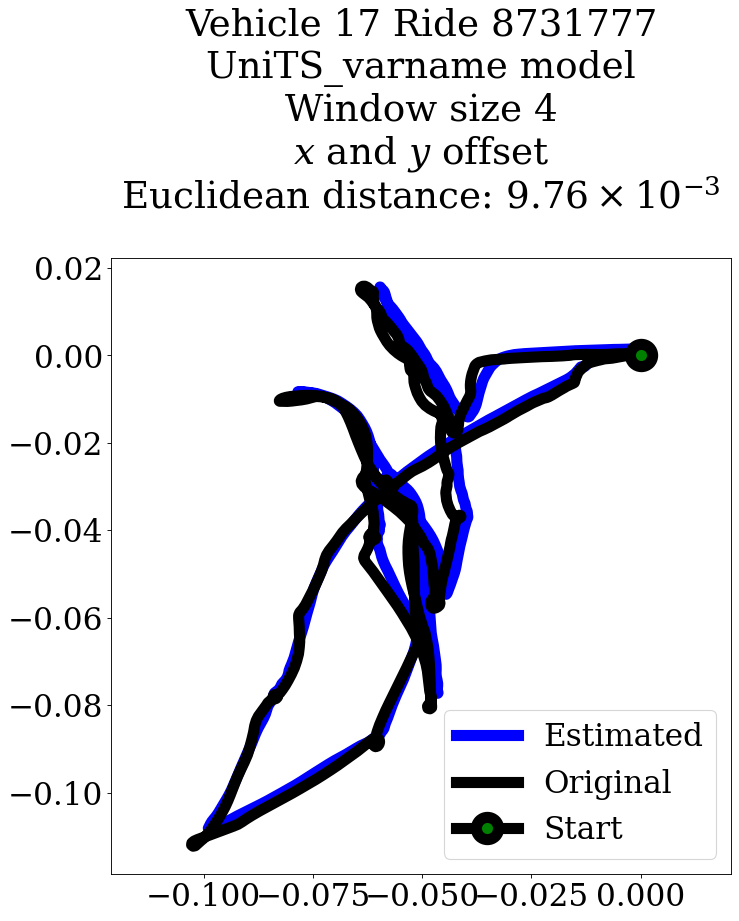 Vehicle 17 Ride 8731777
UniTS_varname model
Window size 4
x and y offset
Euclidean distance: 9.76 × 10⁻³
0.02
0.00
−0.02
−0.04
−0.06
−0.08
−0.10
Estimated
Original
Start
−0.100 −0.075 −0.050 −0.025 0.000